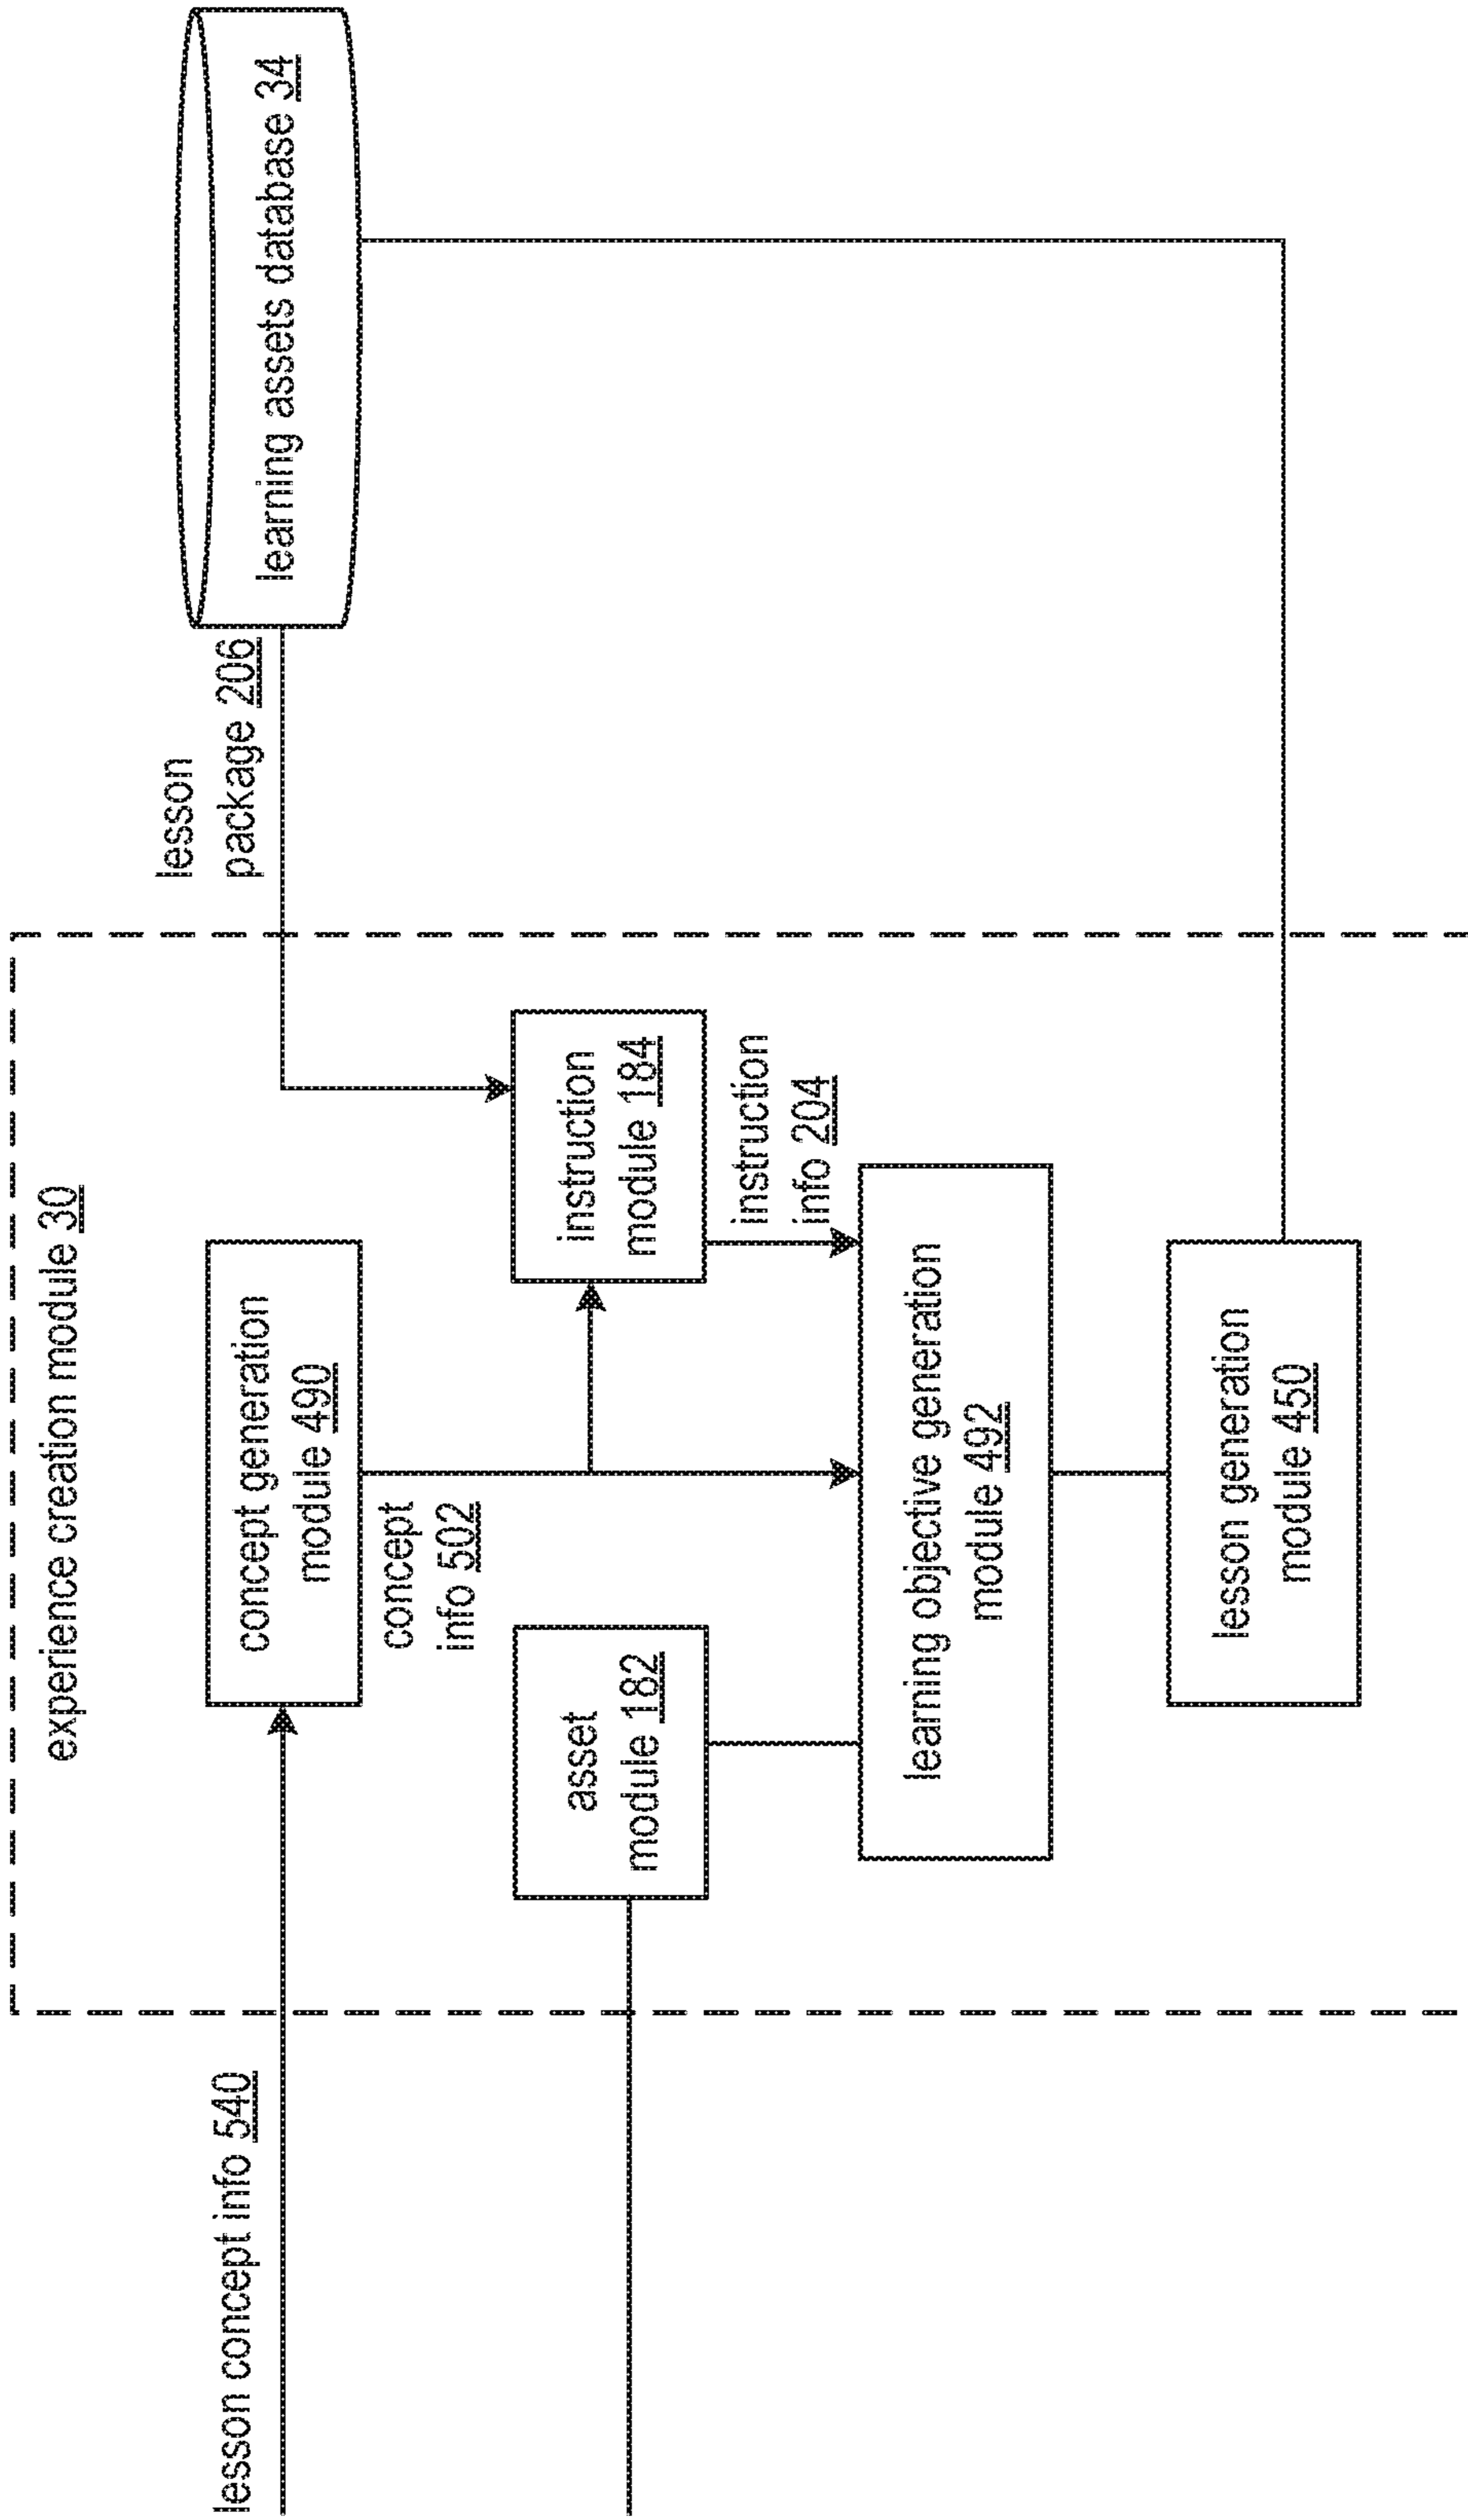 experience creation module 30
lesson concept info 540
concept generation
module 490
lesson
package 206
learning assets database 34
concept
info 502
asset
module 182
instruction
module 184
instruction
info 204
learning objective generation
module 492
lesson generation
module 450